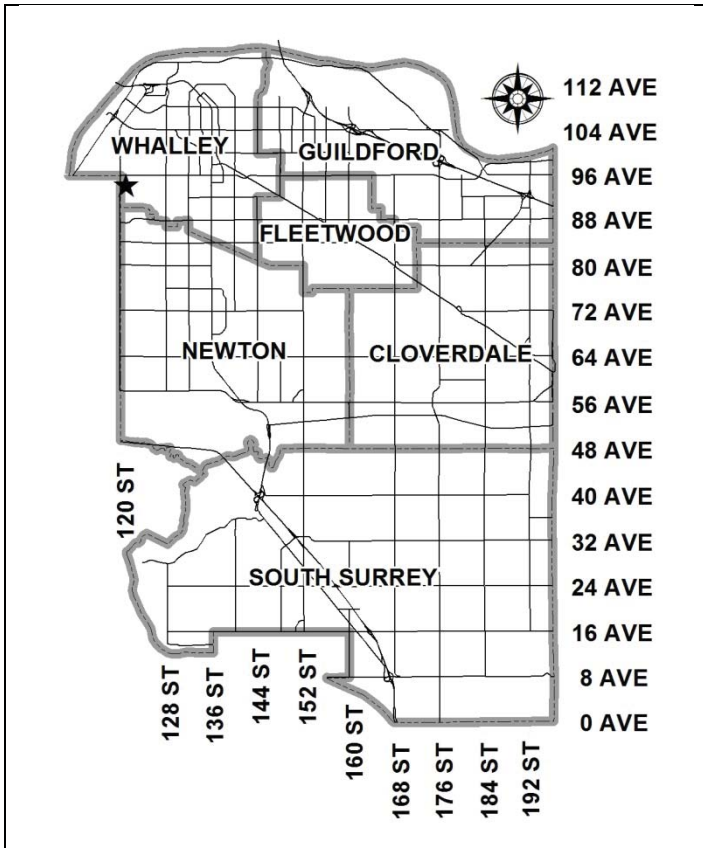 112 AVE
104 AVE
WHALLEY
GUILDFORD
96 AVE
88 AVE
FLEETWOOD
80 AVE
72 AVE
NEWTON
CLOVERDALE
64 AVE
56 AVE
48 AVE
120 ST
40 AVE
32 AVE
SOUTH SURREY
24 AVE
16 AVE
128 ST
136 ST
144 ST
152 ST
160 ST
8 AVE
0 AVE
168 ST
176 ST
184 ST
192 ST